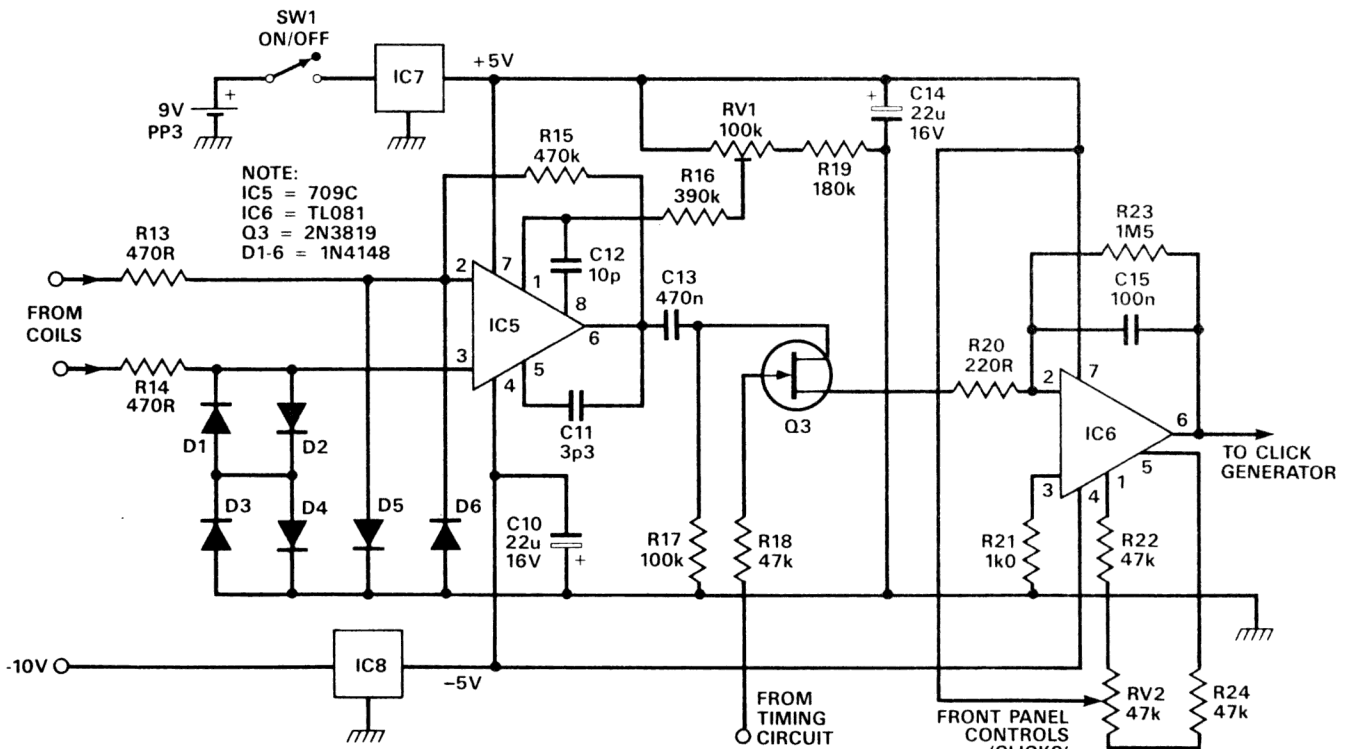 SW1
ON/OFF
IC7
+5V
+
9V
PP3
+
C14
22u
16V
RV1
100k
R15
470k
R19
180k
R16
390k
NOTE:
IC5 = 709C
IC6 = TL081
Q3 = 2N3819
D1-6 = 1N4148
R23
1M5
R13
470R
C12
10p
C13
470n
C15
100n
2
7
1
8
FROM
COILS
IC5
6
R20
220R
3
5
4
2
7
R14
470R
C11
3p3
Q3
IC6
6
D1
D2
TO CLICK
GENERATOR
5
3
4
1
D3
D4
D5
D6
C10
22u
16V
+
R17
100k
R18
47k
R21
1k0
R22
47k
-10V
IC8
-5V
FROM
TIMING
CIRCUIT
RV2
47k
R24
47k
FRONT PANEL
CONTROLS